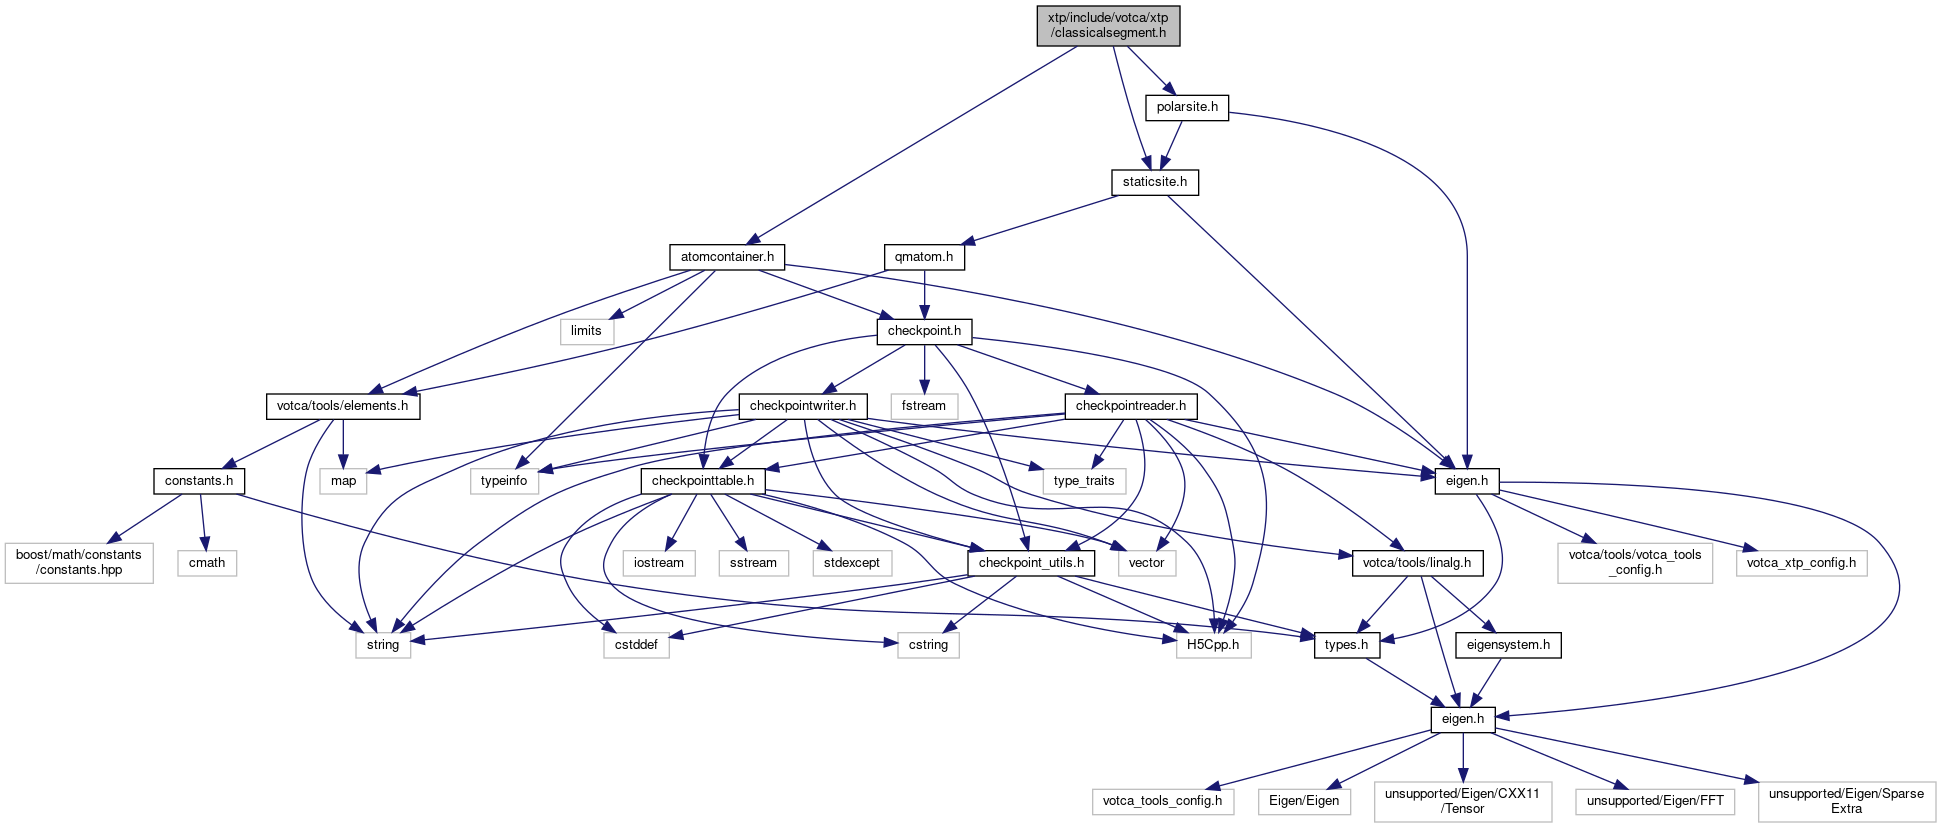 xtp/include/votca/xtp
/classicalsegment.h
polarsite.h
staticsite.h
atomcontainer.h
qmatom.h
limits
checkpoint.h
votca/tools/elements.h
checkpointwriter.h
fstream
checkpointreader.h
constants.h
map
typeinfo
checkpointtable.h
type_traits
eigen.h
boost/math/constants
/constants.hpp
cmath
iostream
sstream
stdexcept
checkpoint_utils.h
vector
votca/tools/linalg.h
votca/tools/votca_tools
_config.h
votca_xtp_config.h
string
cstddef
cstring
H5Cpp.h
types.h
eigensystem.h
eigen.h
votca_tools_config.h
Eigen/Eigen
unsupported/Eigen/CXX11
/Tensor
unsupported/Eigen/FFT
unsupported/Eigen/Sparse
Extra